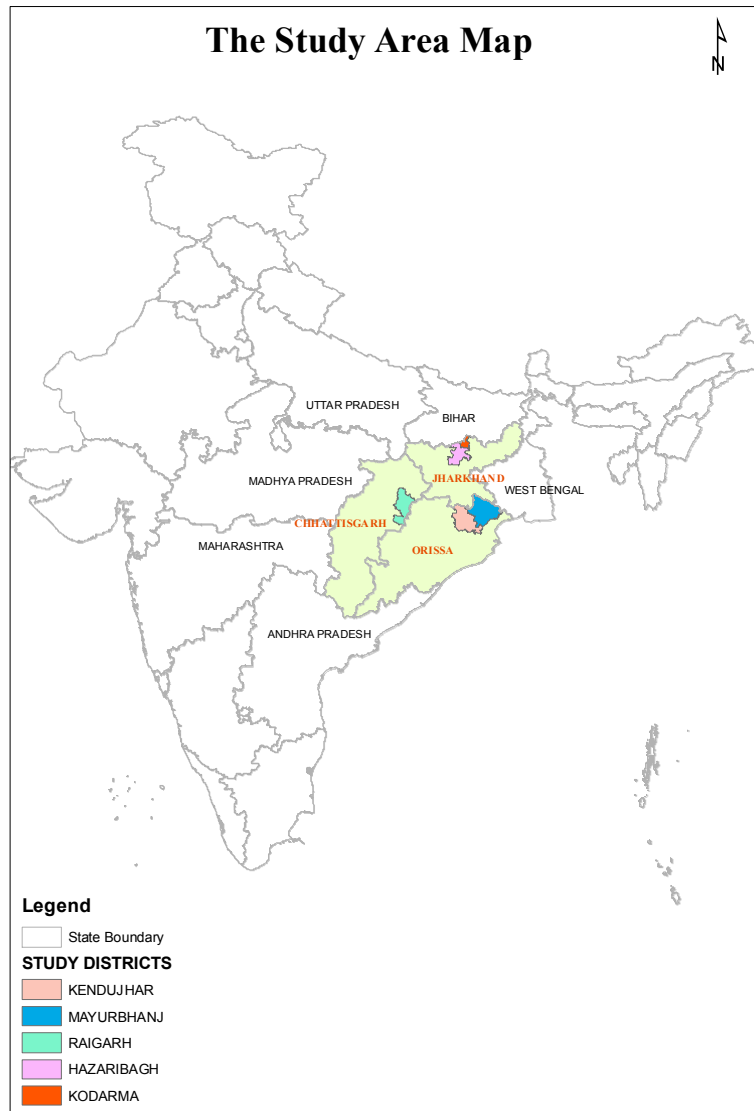 The Study Area Map
N
UTTAR PRADESH
BIHAR
MADHYA PRADESH
JHARKHAND
WEST BENGAL
CHHATTISGARH
MAHARASHTRA
ORISSA
ANDHRA PRADESH
Legend
State Boundary
STUDY DISTRICTS
KENDUJHAR
MAYURBHANJ
RAIGARH
HAZARIBAGH
KODARMA